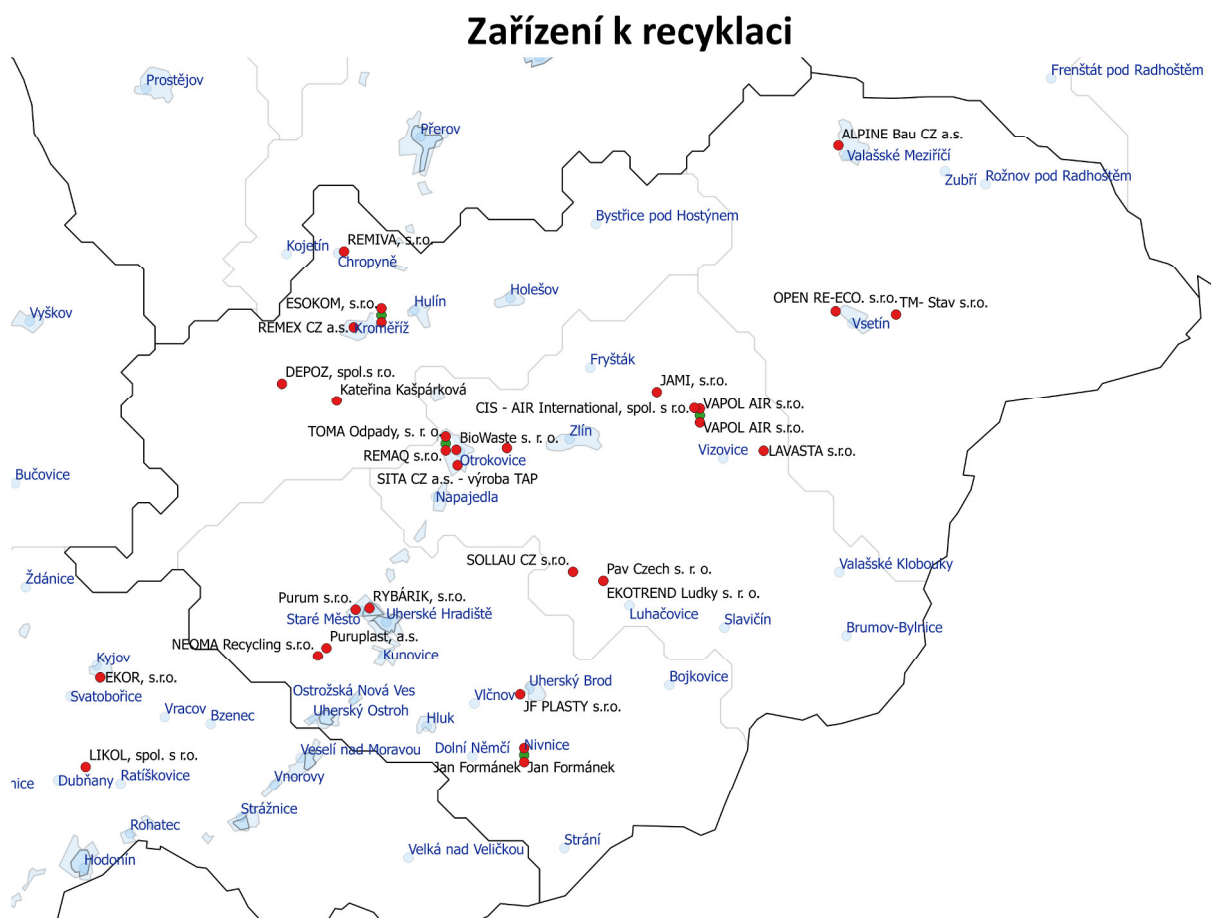 Zařízení k recyklaci
Frenštát pod Radhoštěm
Prostějov
Přerov
ALPINE Bau CZ a.s.
Valašské Meziříčí
Zubří
Rožnov pod Radhoštěm
Bystřice pod Hostýnem
REMIVA, s.r.o.
Kojetín
Chropyně
Holešov
ESOKOM, s.r.o.
Hulín
OPEN RE-ECO. s.r.o.
TM- Stav s.r.o.
Vyškov
REMEX CZ a.s.
Kroměříž
Vsetín
Fryšták
DEPOZ, spol.s r.o.
JAMI, s.r.o.
Kateřina Kašpárková
CIS - AIR International, spol. s r.o.
VAPOL AIR s.r.o.
VAPOL AIR s.r.o.
TOMA Odpady, s. r. o.
BioWaste s. r. o.
Zlín
REMAQ s.r.o.
Otrokovice
Vizovice
LAVASTA s.r.o.
Bučovice
SITA CZ a.s. - výroba TAP
Napajedla
SOLLAU CZ s.r.o.
Pav Czech s. r. o.
Valašské Klobouky
Ždánice
EKOTREND Ludky s. r. o.
Purum s.r.o.
RYBÁRIK, s.r.o.
Staré Město
Uherské Hradiště
Luhačovice
Slavičín
Brumov-Bylnice
NEOMA Recycling s.r.o.
Puruplast, a.s.
Kunovice
Kyjov
EKOR, s.r.o.
Svatobořice
Ostrožská Nová Ves
Vlčnov
Uherský Brod
Bojkovice
JF PLASTY s.r.o.
Vracov
Bzenec
Uherský Ostroh
Hluk
Veselí nad Moravou
Dolní Němčí
Nivnice
LIKOL, spol. s r.o.
Jan Formánek
Jan Formánek
nice
Dubňany
Ratíškovice
Vnorovy
Strážnice
Rohatec
Hodonín
Velká nad Veličkou
Strání